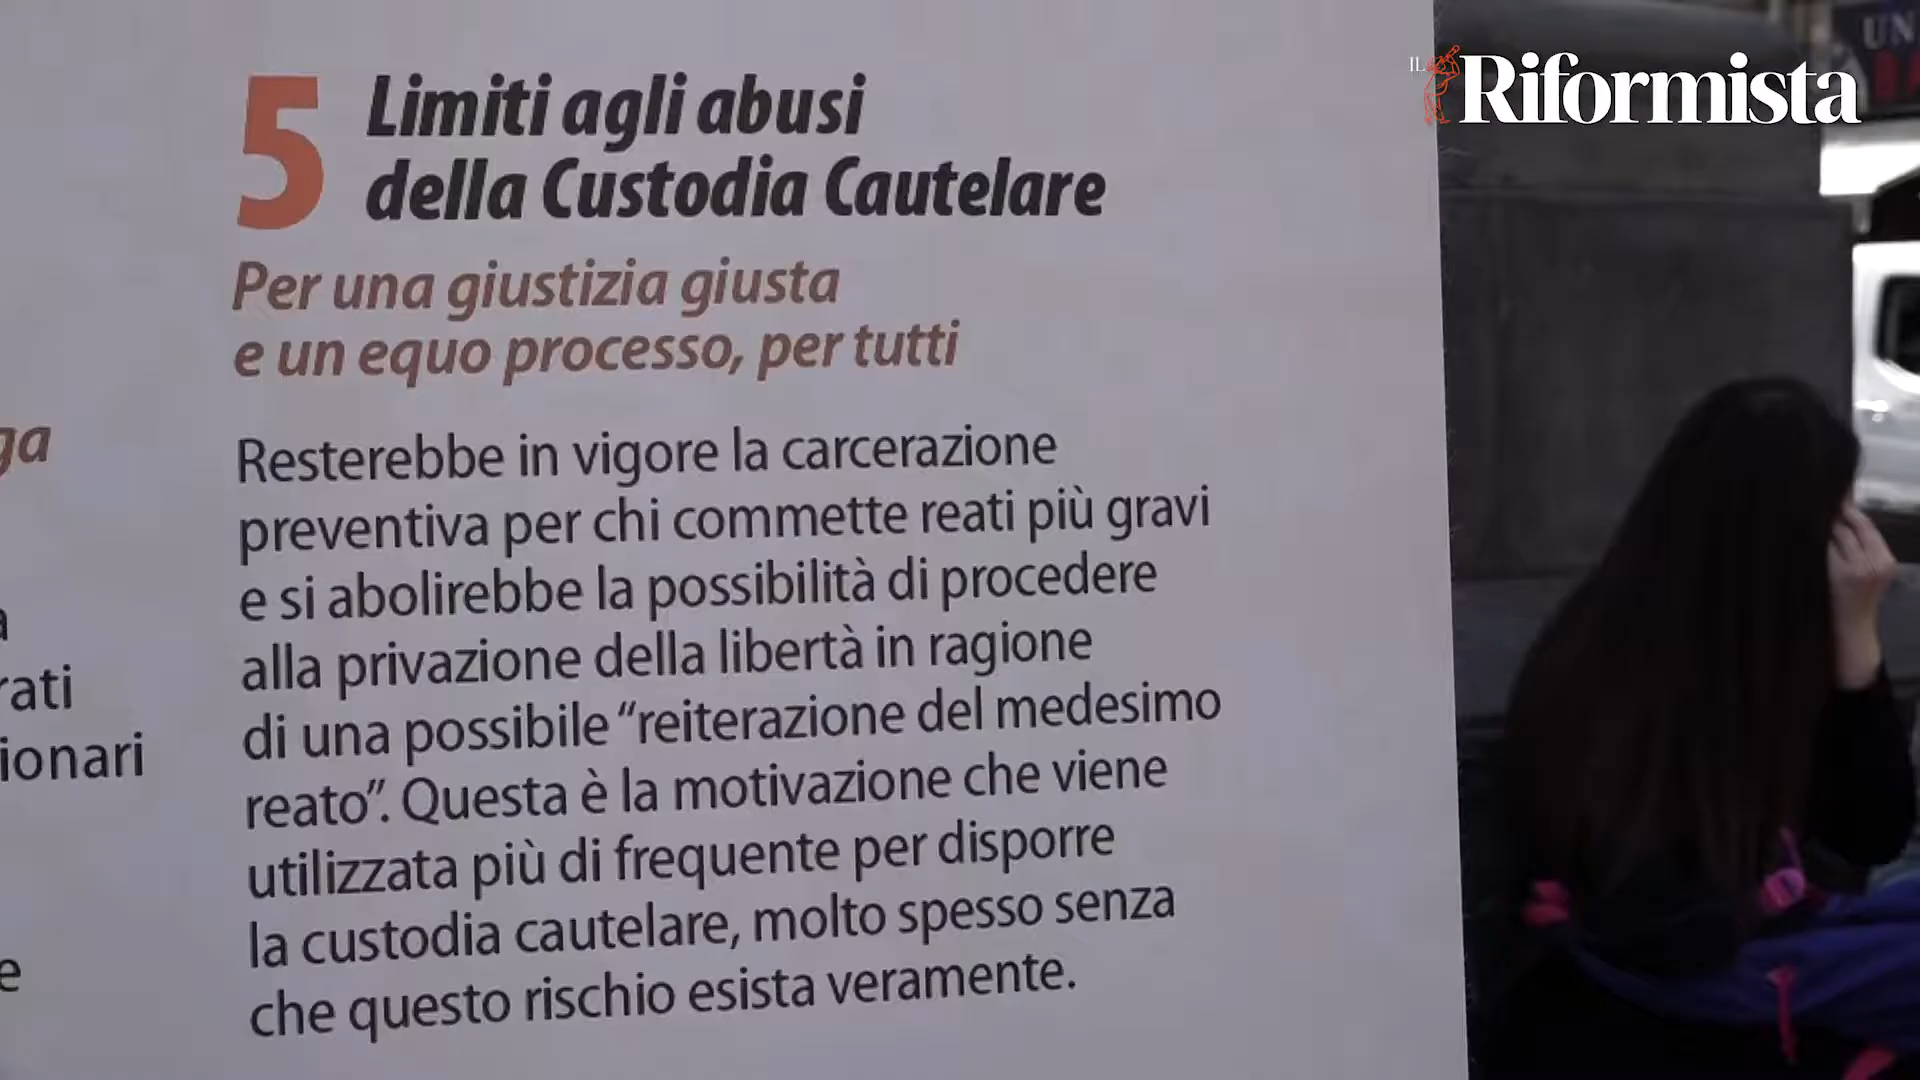 IL Riformista
UN
5 Limiti agli abusi
della Custodia Cautelare
Per una giustizia giusta
e un equo processo, per tutti
Resterebbe in vigore la carcerazione
preventiva per chi commette reati più gravi
e si abolirebbe la possibilità di procedere
alla privazione della libertà in ragione
di una possibile “reiterazione del medesimo
reato”. Questa è la motivazione che viene
utilizzata più di frequente per disporre
la custodia cautelare, molto spesso senza
che questo rischio esista veramente.
ga
rati
ionari
e